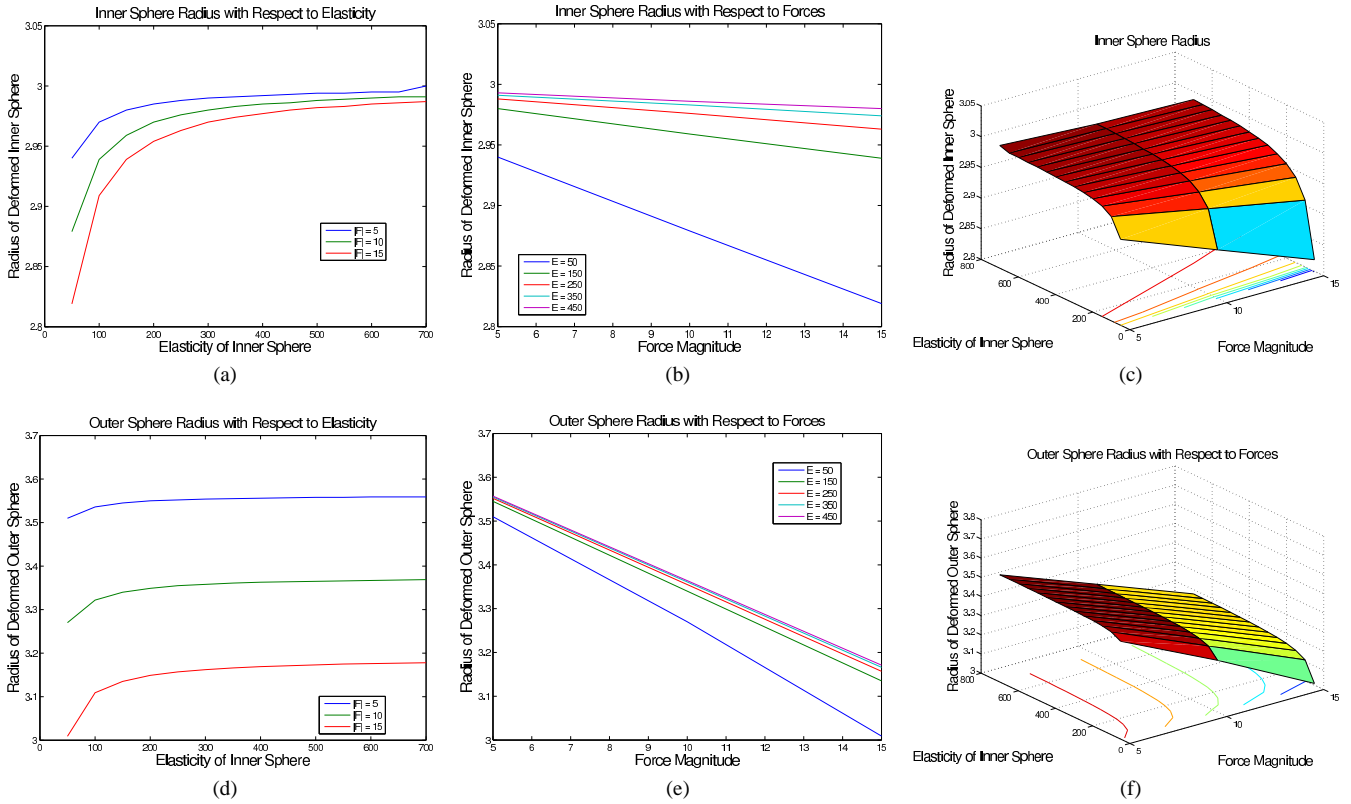 Inner Sphere Radius with Respect to Elasticity
3.05
3
2.95
2.9
2.85
2.8
Radius of Deformed Inner Sphere
|F| = 5
|F| = 10
|F| = 15
0 100 200 300 400 500 600 700
Elasticity of Inner Sphere
(a)
Inner Sphere Radius with Respect to Forces
3.05
3
2.95
2.9
2.85
2.8
Radius of Deformed Inner Sphere
E = 50
E = 150
E = 250
E = 350
E = 450
5 6 7 8 9 10 11 12 13 14 15
Force Magnitude
(b)
Inner Sphere Radius
3.05
3
2.95
2.9
2.85
2.8
Radius of Deformed Inner Sphere
800
600
400
200
0
5
10
15
Elasticity of Inner Sphere
Force Magnitude
(c)
Outer Sphere Radius with Respect to Elasticity
3.7
3.6
3.5
3.4
3.3
3.2
3.1
3
Radius of Deformed Outer Sphere
|F| = 5
|F| = 10
|F| = 15
0 100 200 300 400 500 600 700
Elasticity of Inner Sphere
(d)
Outer Sphere Radius with Respect to Forces
3.7
3.6
3.5
3.4
3.3
3.2
3.1
3
Radius of Deformed Outer Sphere
E = 50
E = 150
E = 250
E = 350
E = 450
5 6 7 8 9 10 11 12 13 14 15
Force Magnitude
(e)
Outer Sphere Radius with Respect to Forces
3.8
3.7
3.6
3.5
3.4
3.3
3.2
3.1
3
Radius of Deformed Outer Sphere
800
600
400
200
0
5
10
15
Elasticity of Inner Sphere
Force Magnitude
(f)